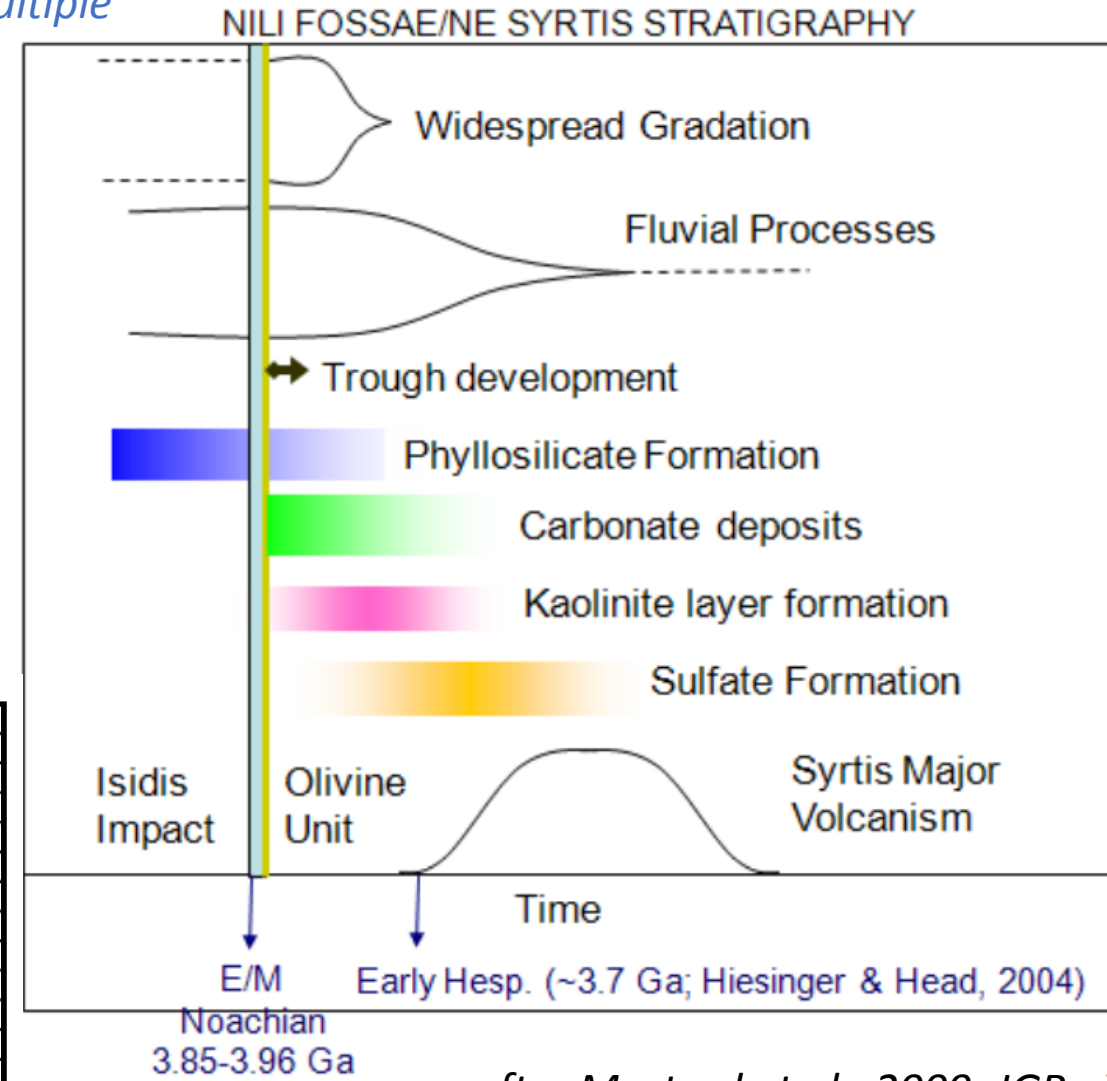 NILI FOSSAE/NE SYRTIS STRATIGRAPHY
Widespread Gradation
Fluvial Processes
Trough development
Phyllosilicate Formation
Carbonate deposits
Kaolinite layer formation
Sulfate Formation
Isidis
Impact
Olivine
Unit
Syrtis Major
Volcanism
Time
E/M
Noachian
3.85-3.96 Ga
Early Hesp. (~3.7 Ga; Hiesinger & Head, 2004)